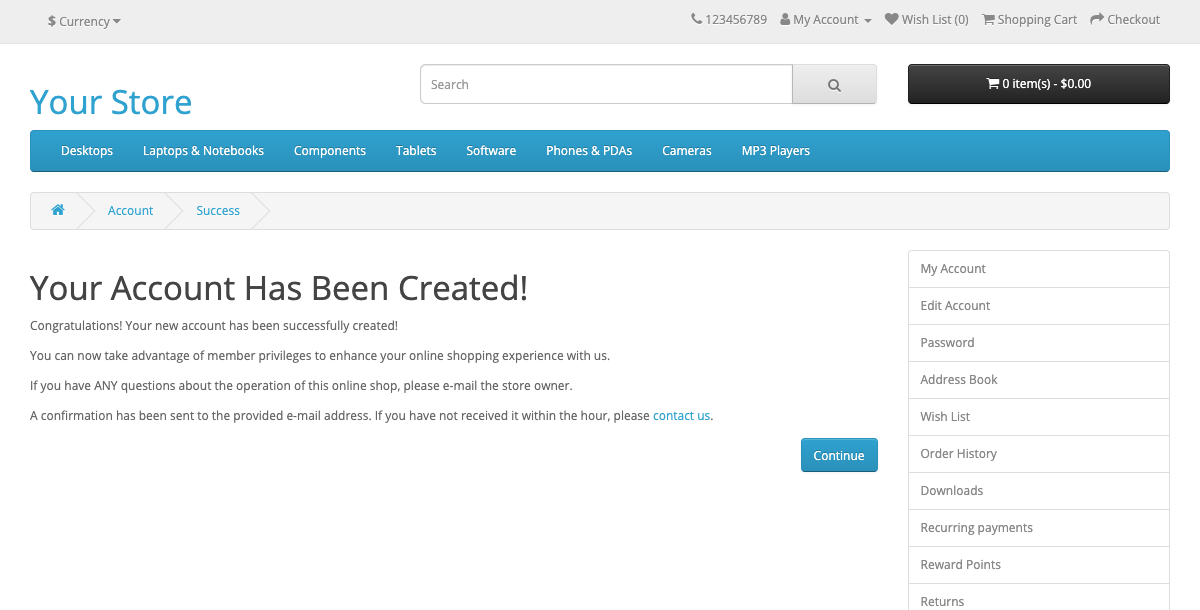 $ Currency
123456789 My Account Wish List (0) Shopping Cart Checkout
Your Store
Search
0 item(s) - $0.00
Desktops Laptops & Notebooks Components Tablets Software Phones & PDAs Cameras MP3 Players
Account Success
Your Account Has Been Created!
Congratulations! Your new account has been successfully created!
You can now take advantage of member privileges to enhance your online shopping experience with us.
If you have ANY questions about the operation of this online shop, please e-mail the store owner.
A confirmation has been sent to the provided e-mail address. If you have not received it within the hour, please contact us.
Continue
My Account
Edit Account
Password
Address Book
Wish List
Order History
Downloads
Recurring payments
Reward Points
Returns